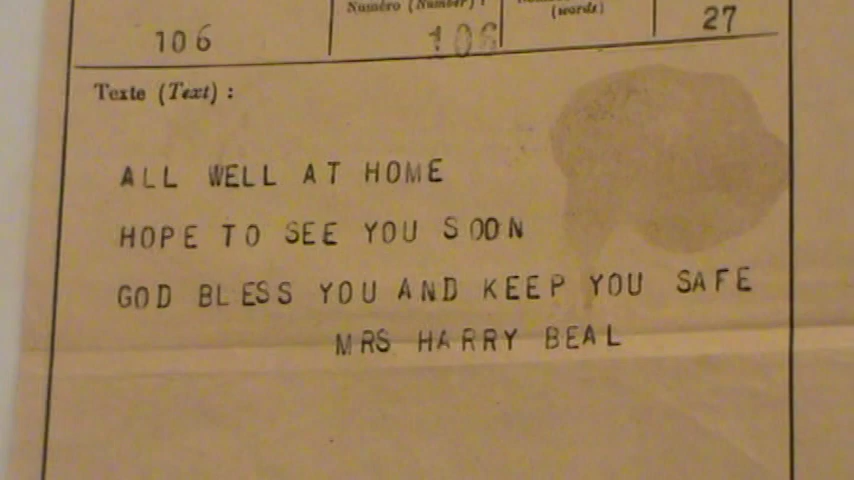 Numéro (Number) :
(words)
106
106
27
Texte (Text) :
ALL WELL AT HOME
HOPE TO SEE YOU SOON
GOD BLESS YOU AND KEEP YOU SAFE
MRS HARRY BEAL